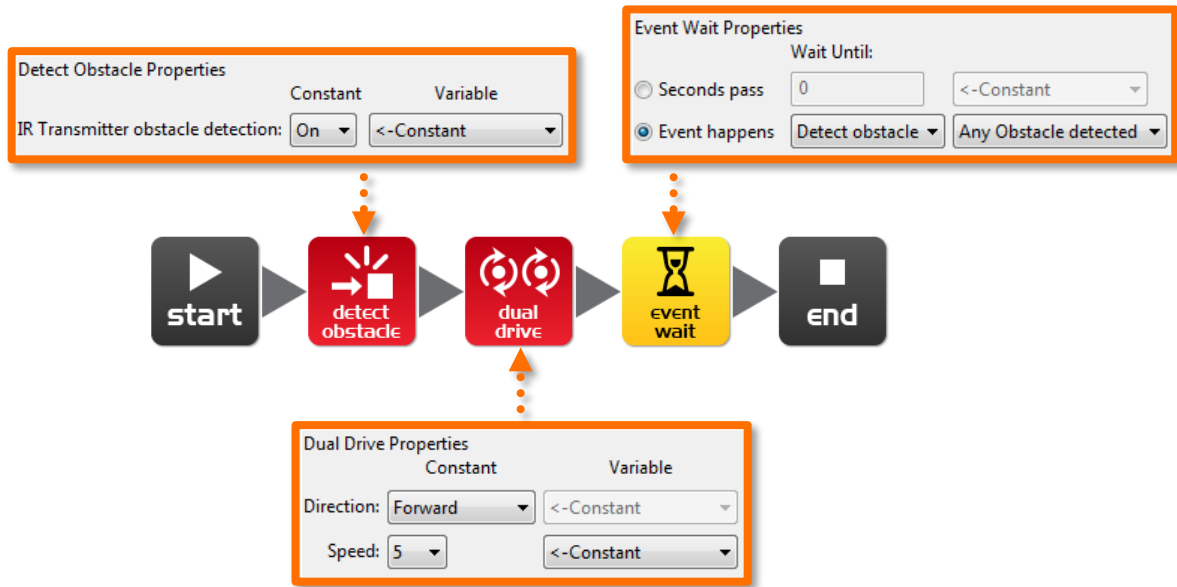 Detect Obstacle Properties
Constant Variable
IR Transmitter obstacle detection: On <-Constant
Event Wait Properties
Wait Until:
Seconds pass 0 <-Constant
Event happens Detect obstacle Any Obstacle detected
start
detect
obstacle
dual
drive
event
wait
end
Dual Drive Properties
Constant Variable
Direction: Forward <-Constant
Speed: 5 <-Constant